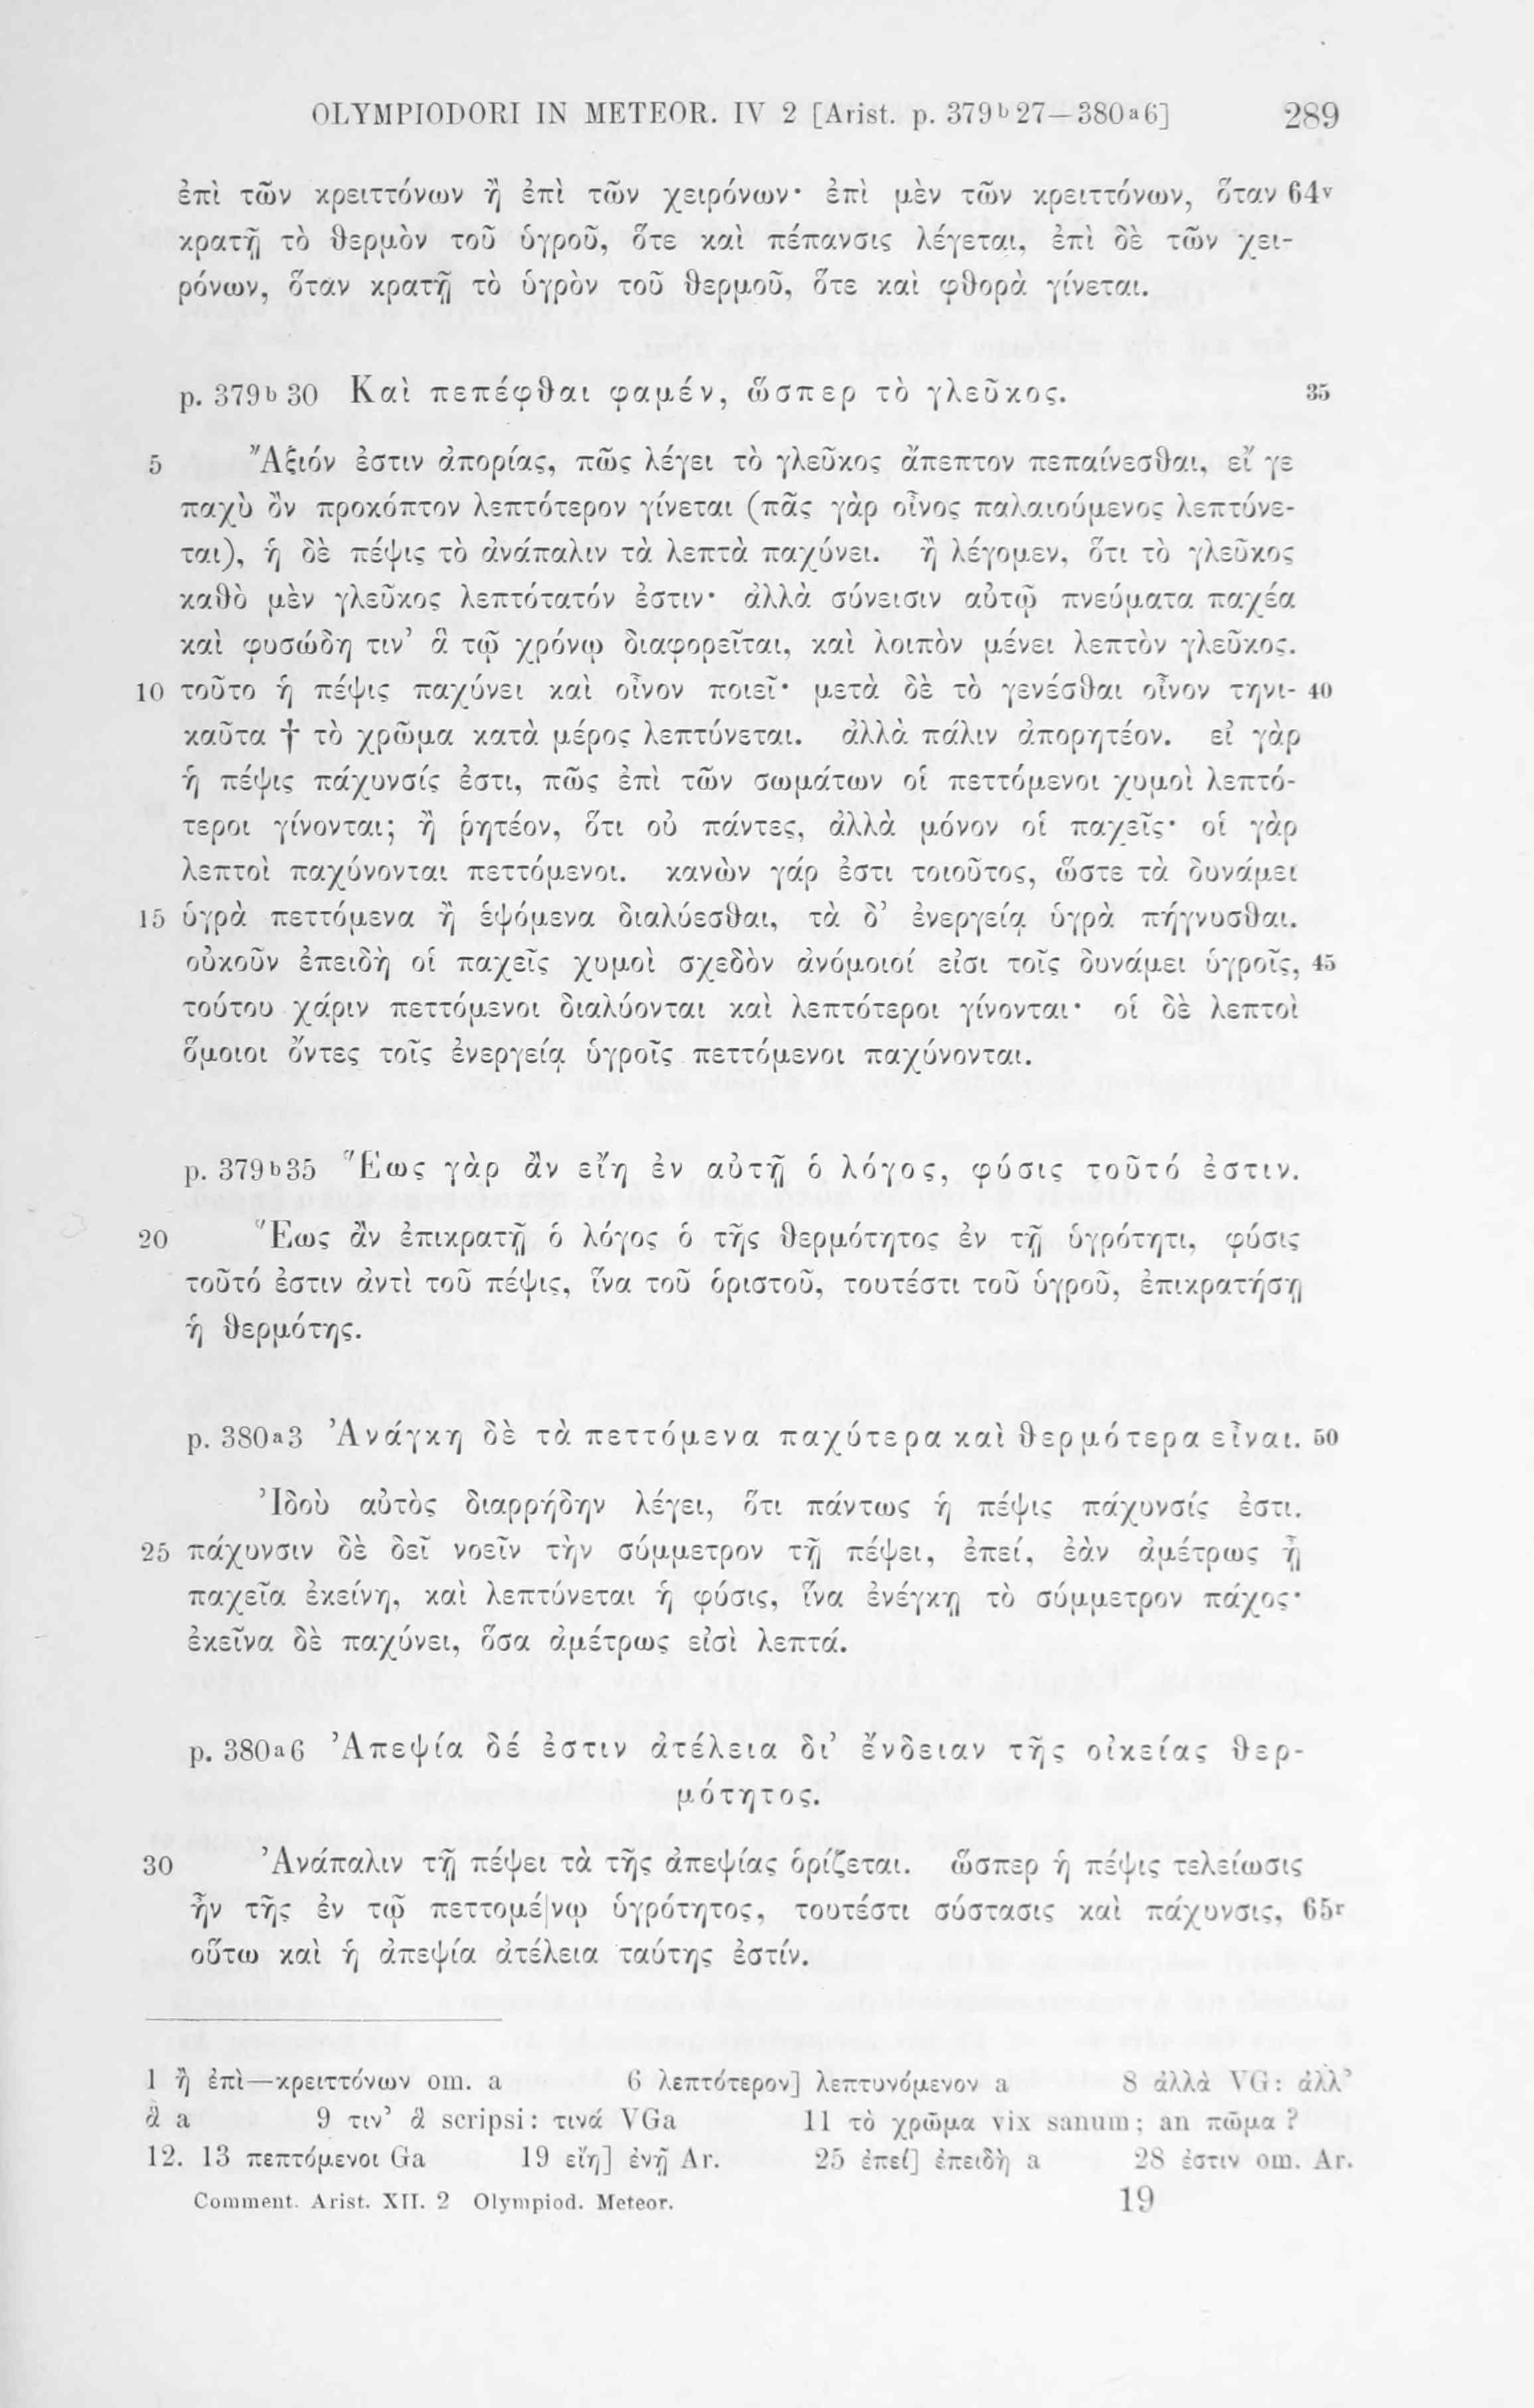 OLYMPIODORI IN METEOR. IV 2 [Arist. p. 379b27—380a6] 289
ἐπὶ τῶν κρειττόνων ἢ ἐπὶ τῶν χειρόνων· ἐπὶ μὲν τῶν κρειττόνων, ὅταν 64v
κρατῇ τὸ θερμὸν τοῦ ὑγροῦ, ὅτε καὶ πέπανσις λέγεται, ἐπὶ δὲ τῶν χει-
ρόνων, ὅταν κρατῇ τὸ ὑγρὸν τοῦ θερμοῦ, ὅτε καὶ φθορὰ γίνεται.
p. 379b30 Καὶ πεπέφθαι φαμέν, ὥσπερ τὸ γλεῦκος. 35
5 Ἄξιόν ἐστιν ἀπορίας, πῶς λέγει τὸ γλεῦκος ἄπεπτον πεπαίνεσθαι, εἴ γε
παχὺ ὂν προκόπτον λεπτότερον γίνεται (πᾶς γὰρ οἶνος παλαιούμενος λεπτύνε-
ται), ἡ δὲ πέψις τὸ ἀνάπαλιν τὰ λεπτὰ παχύνει. ἢ λέγομεν, ὅτι τὸ γλεῦκος
καθὸ μὲν γλεῦκος λεπτότατόν ἐστιν· ἀλλὰ σύνεισιν αὐτῷ πνεύματα παχέα
καὶ φυσώδη τιν’ ἃ τῷ χρόνῳ διαφορεῖται, καὶ λοιπὸν μένει λεπτὸν γλεῦκος.
10 τοῦτο ἡ πέψις παχύνει καὶ οἶνον ποιεῖ· μετὰ δὲ τὸ γενέσθαι οἶνον τηνι- 40
καῦτα † τὸ χρῶμα κατὰ μέρος λεπτύνεται. ἀλλὰ πάλιν ἀπορητέον. εἰ γὰρ
ἡ πέψις πάχυνσίς ἐστι, πῶς ἐπὶ τῶν σωμάτων οἱ πεττόμενοι χυμοὶ λεπτό-
τεροι γίνονται; ἢ ῥητέον, ὅτι οὐ πάντες, ἀλλὰ μόνον οἱ παχεῖς· οἱ γὰρ
λεπτοὶ παχύνονται πεττόμενοι. κανὼν γάρ ἐστι τοιοῦτος, ὥστε τὰ δυνάμει
15 ὑγρὰ πεττόμενα ἢ ἑψόμενα διαλύεσθαι, τὰ δ’ ἐνεργείᾳ ὑγρὰ πήγνυσθαι.
οὐκοῦν ἐπειδὴ οἱ παχεῖς χυμοὶ σχεδὸν ἀνόμοιοί εἰσι τοῖς δυνάμει ὑγροῖς, 45
τούτου χάριν πεττόμενοι διαλύονται καὶ λεπτότεροι γίνονται· οἱ δὲ λεπτοὶ
ὅμοιοι ὄντες τοῖς ἐνεργείᾳ ὑγροῖς πεττόμενοι παχύνονται.
p. 379b35 Ἕως γὰρ ἂν εἴη ἐν αὐτῇ ὁ λόγος, φύσις τοῦτό ἐστιν.
20 Ἕως ἂν ἐπικρατῇ ὁ λόγος ὁ τῆς θερμότητος ἐν τῇ ὑγρότητι, φύσις
τοῦτό ἐστιν ἀντὶ τοῦ πέψις, ἵνα τοῦ ὁριστοῦ, τουτέστι τοῦ ὑγροῦ, ἐπικρατήσῃ
ἡ θερμότης.
p. 380a3 Ἀνάγκη δὲ τὰ πεττόμενα παχύτερα καὶ θερμότερα εἶναι. 50
Ἰδοὺ αὐτὸς διαρρήδην λέγει, ὅτι πάντως ἡ πέψις πάχυνσίς ἐστι.
25 πάχυνσιν δὲ δεῖ νοεῖν τὴν σύμμετρον τῇ πέψει, ἐπεί, ἐὰν ἀμέτρως ᾖ
παχεῖα ἐκείνη, καὶ λεπτύνεται ἡ φύσις, ἵνα ἐνέγκῃ τὸ σύμμετρον πάχος·
ἐκεῖνα δὲ παχύνει, ὅσα ἀμέτρως εἰσὶ λεπτά.
p. 380a6 Ἀπεψία δέ ἐστιν ἀτέλεια δι’ ἔνδειαν τῆς οἰκείας θερ-
μότητος.
30 Ἀνάπαλιν τῇ πέψει τὰ τῆς ἀπεψίας ὁρίζεται. ὥσπερ ἡ πέψις τελείωσις
ἦν τῆς ἐν τῷ πεττομέ|νῳ ὑγρότητος, τουτέστι σύστασις καὶ πάχυνσις, 65r
οὕτω καὶ ἡ ἀπεψία ἀτέλεια ταύτης ἐστίν.
1 ἢ ἐπὶ—κρειττόνων om. a 6 λεπτότερον] λεπτυνόμενον a 8 ἀλλὰ VG: ἀλλ’
ἃ a 9 τιν’ ἃ scripsi: τινά VGa 11 τὸ χρῶμα vix sanum; an πῶμα?
12. 13 πεπτόμενοι Ga 19 εἴη] ἐνῇ Ar. 25 ἐπεί] ἐπειδὴ a 28 ἐστιν om. Ar.
Comment. Arist. XII. 2 Olympiod. Meteor. 19